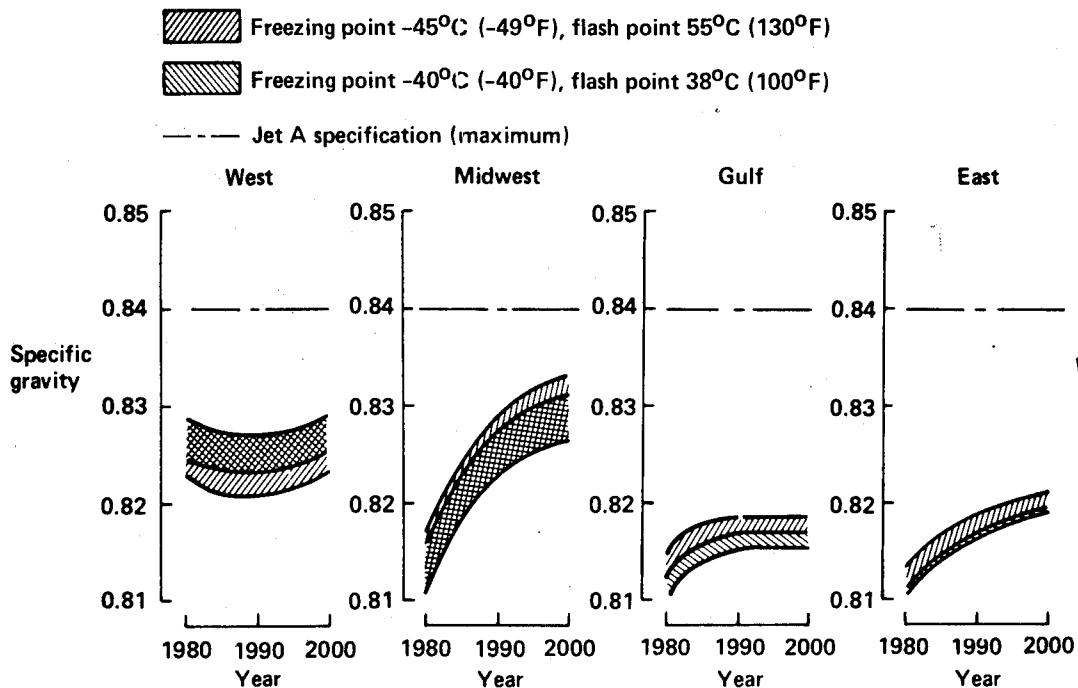 Freezing point -45°C (-49°F), flash point 55°C (130°F)
Freezing point -40°C (-40°F), flash point 38°C (100°F)
Jet A specification (maximum)
West
Midwest
Gulf
East
Specific
gravity
0.85
0.84
0.83
0.82
0.81
1980 1990 2000
Year
0.85
0.84
0.83
0.82
0.81
1980 1990 2000
Year
0.85
0.84
0.83
0.82
0.81
1980 1990 2000
Year
0.85
0.84
0.83
0.82
0.81
1980 1990 2000
Year